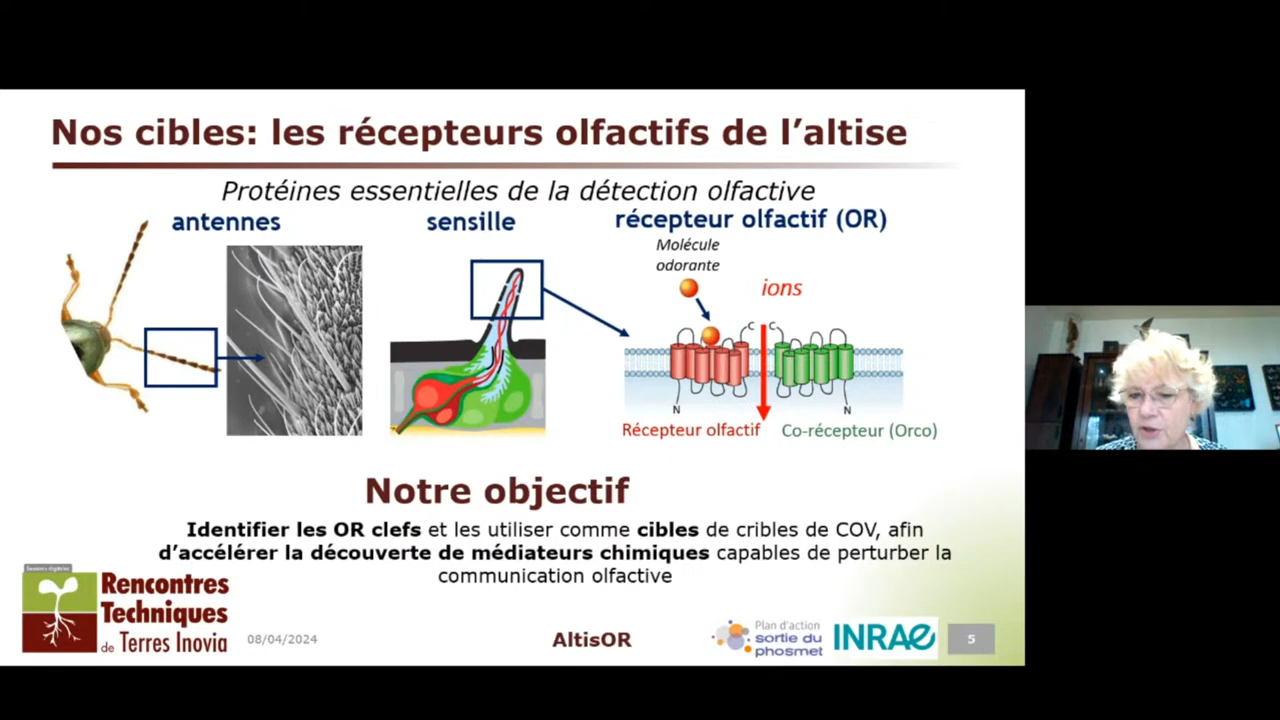 Nos cibles: les récepteurs olfactifs de l'altise
Protéines essentielles de la détection olfactive
antennes
sensille
récepteur olfactif (OR)
Molécule
odorante
ions
C C
N
N
Récepteur olfactif
Co-récepteur (Orco)
Notre objectif
Identifier les OR clefs et les utiliser comme cibles de cribles de COV, afin
d'accélérer la découverte de médiateurs chimiques capables de perturber la
communication olfactive
Rencontres
Techniques
de Terres Inovia
08/04/2024
AltisOR
Plan d'action
sortie du
phosmet
INRAE
5